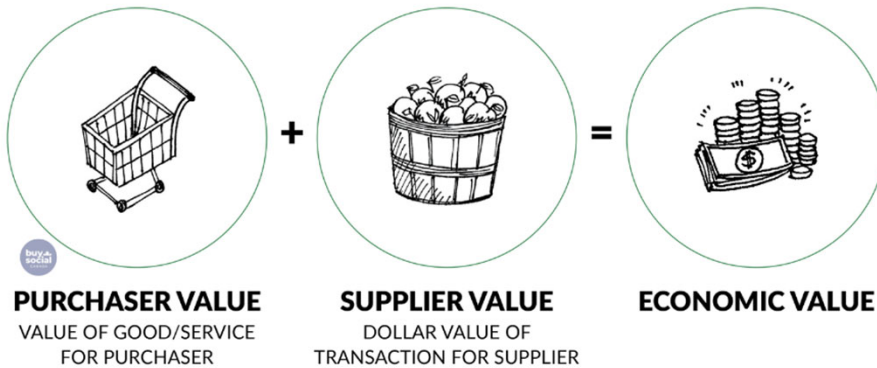 +
=
$
buy
social
PURCHASER VALUE
VALUE OF GOOD/SERVICE
FOR PURCHASER
SUPPLIER VALUE
DOLLAR VALUE OF
TRANSACTION FOR SUPPLIER
ECONOMIC VALUE